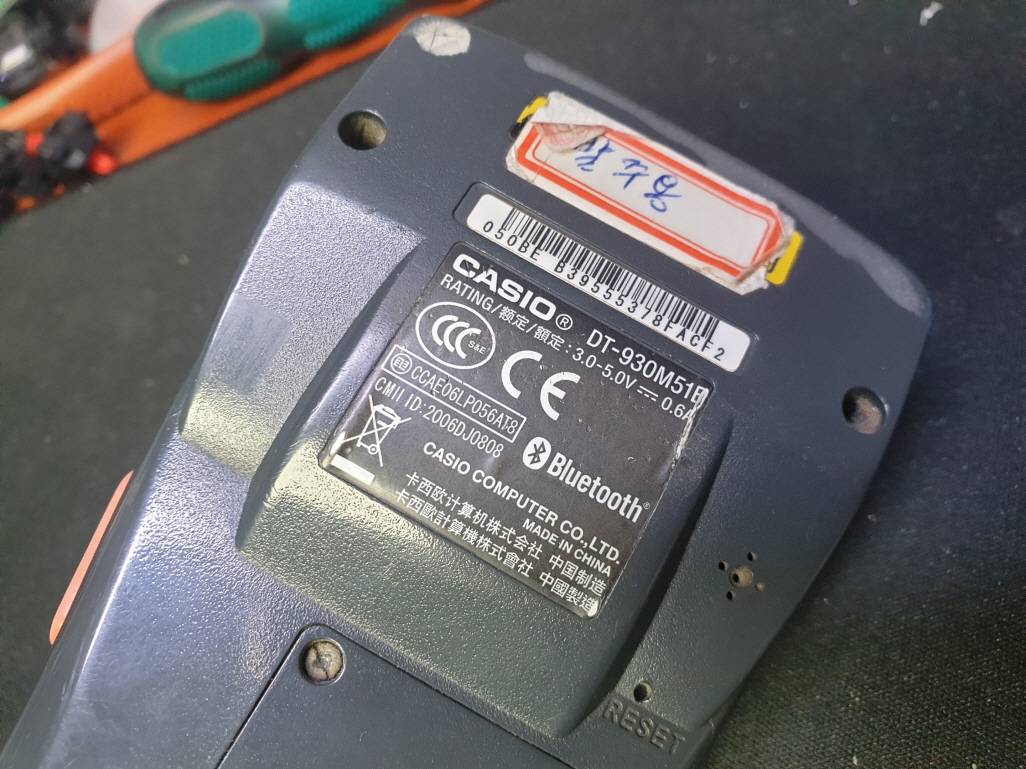 050BE B39555378FACF2
CASIO® DT-930M51E
RATING/额定/額定：3.0-5.0V ⎓ 0.6A
CCC S&E
CE
CCAE06LP056AT8
CMII ID:2006DJ0808
Bluetooth®
CASIO COMPUTER CO.,LTD.
MADE IN CHINA
卡西欧计算机株式会社 中国制造
卡西歐計算機株式會社 中國製造
RESET